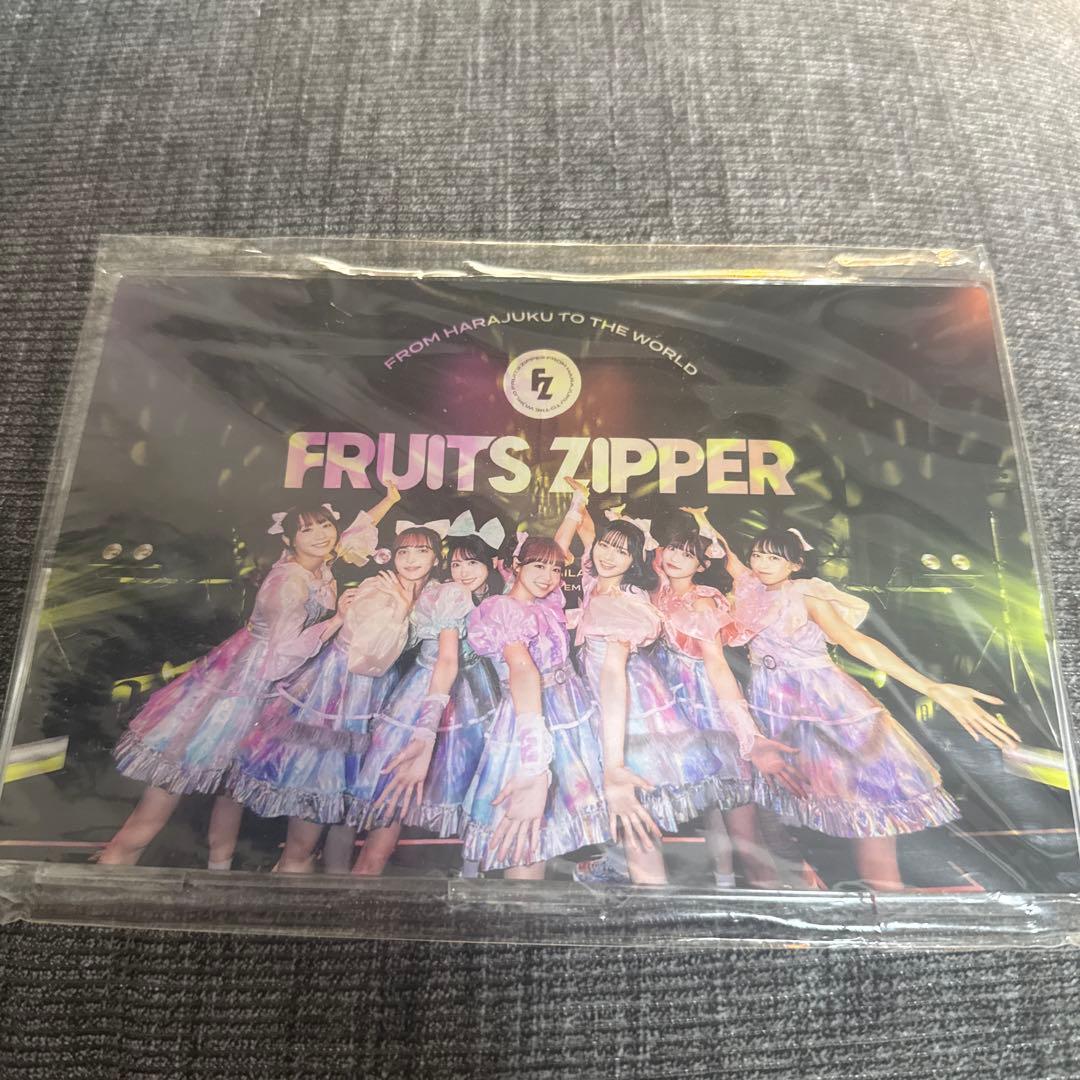 FROM HARAJUKU TO THE WORLD
FZ
FRUITS ZIPPER